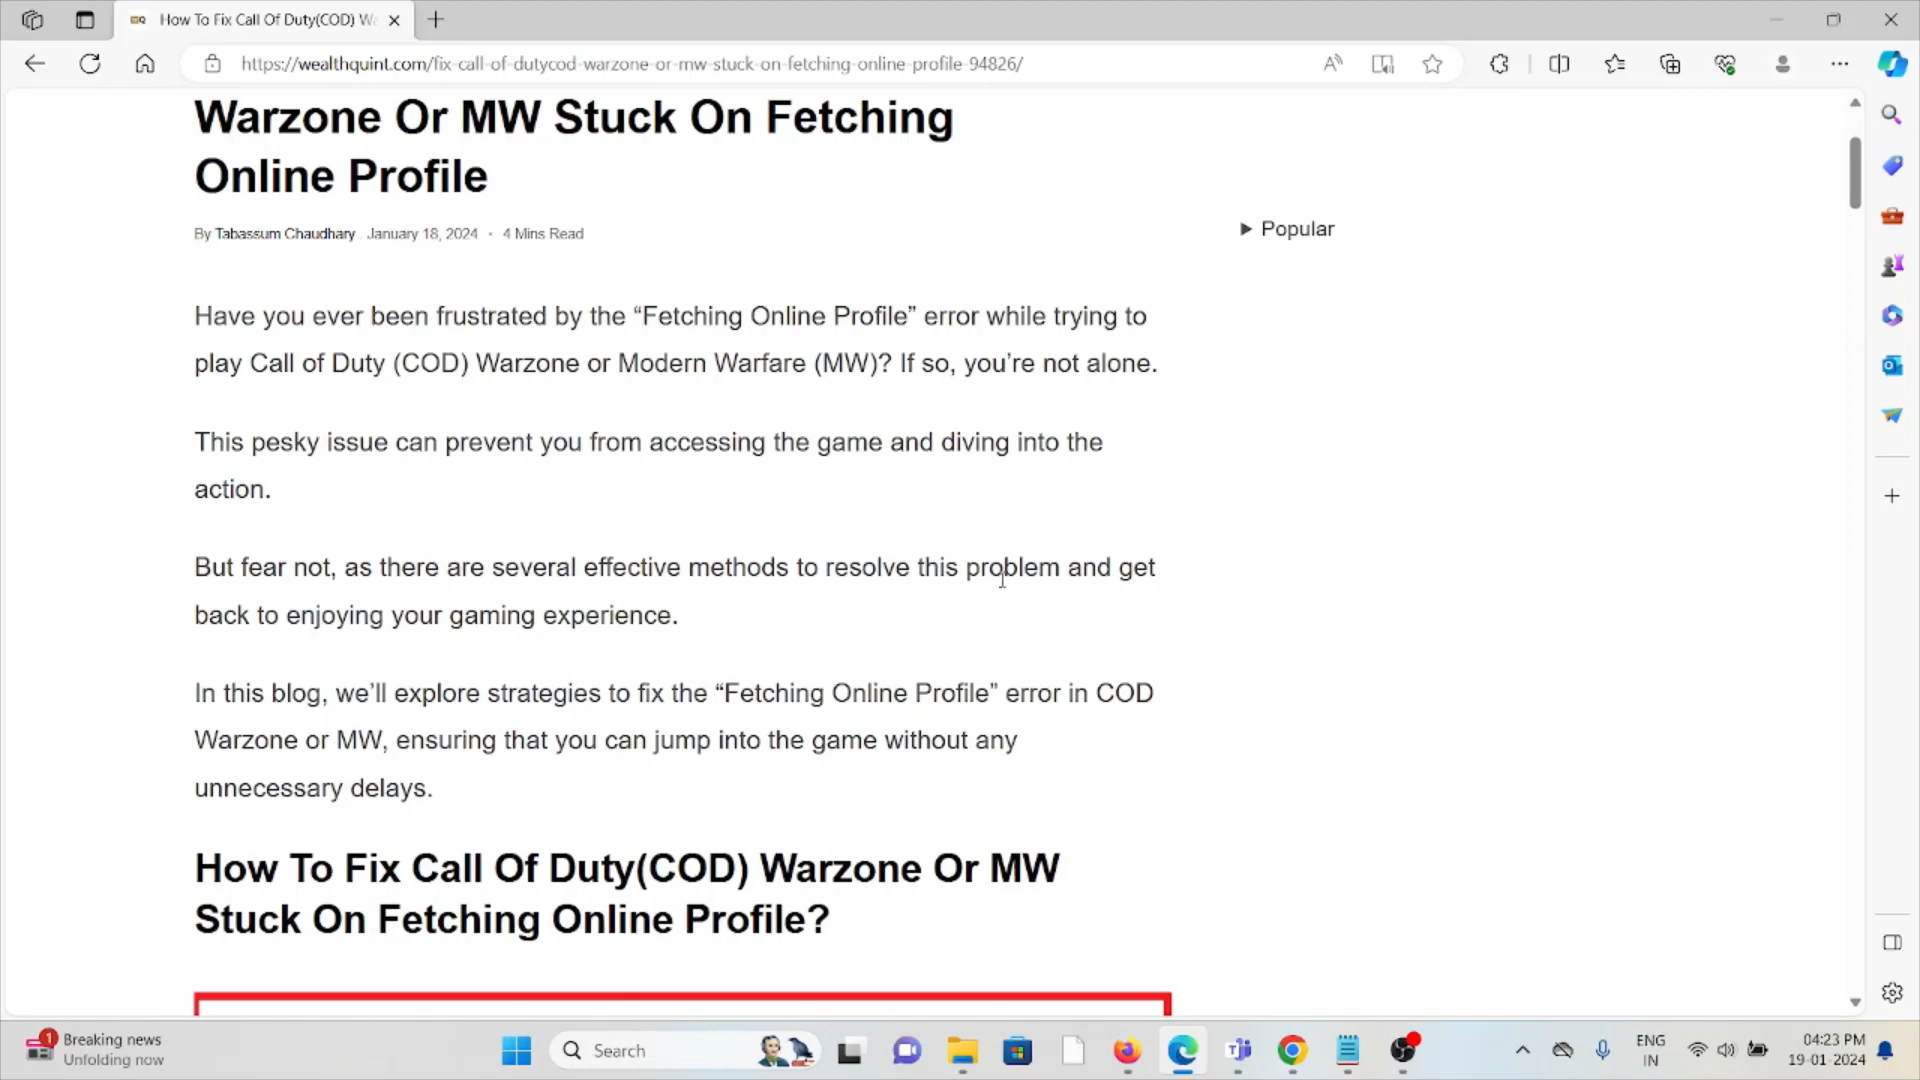 How To Fix Call Of Duty(COD) Wa
https://wealthquint.com/fix-call-of-dutycod-warzone-or-mw-stuck-on-fetching-online-profile-94826/
Warzone Or MW Stuck On Fetching
Online Profile
By Tabassum Chaudhary January 18, 2024 • 4 Mins Read
Popular
Have you ever been frustrated by the “Fetching Online Profile” error while trying to
play Call of Duty (COD) Warzone or Modern Warfare (MW)? If so, you’re not alone.
This pesky issue can prevent you from accessing the game and diving into the
action.
But fear not, as there are several effective methods to resolve this problem and get
back to enjoying your gaming experience.
In this blog, we’ll explore strategies to fix the “Fetching Online Profile” error in COD
Warzone or MW, ensuring that you can jump into the game without any
unnecessary delays.
How To Fix Call Of Duty(COD) Warzone Or MW
Stuck On Fetching Online Profile?
1
Breaking news
Unfolding now
Search
ENG
IN
04:23 PM
19-01-2024